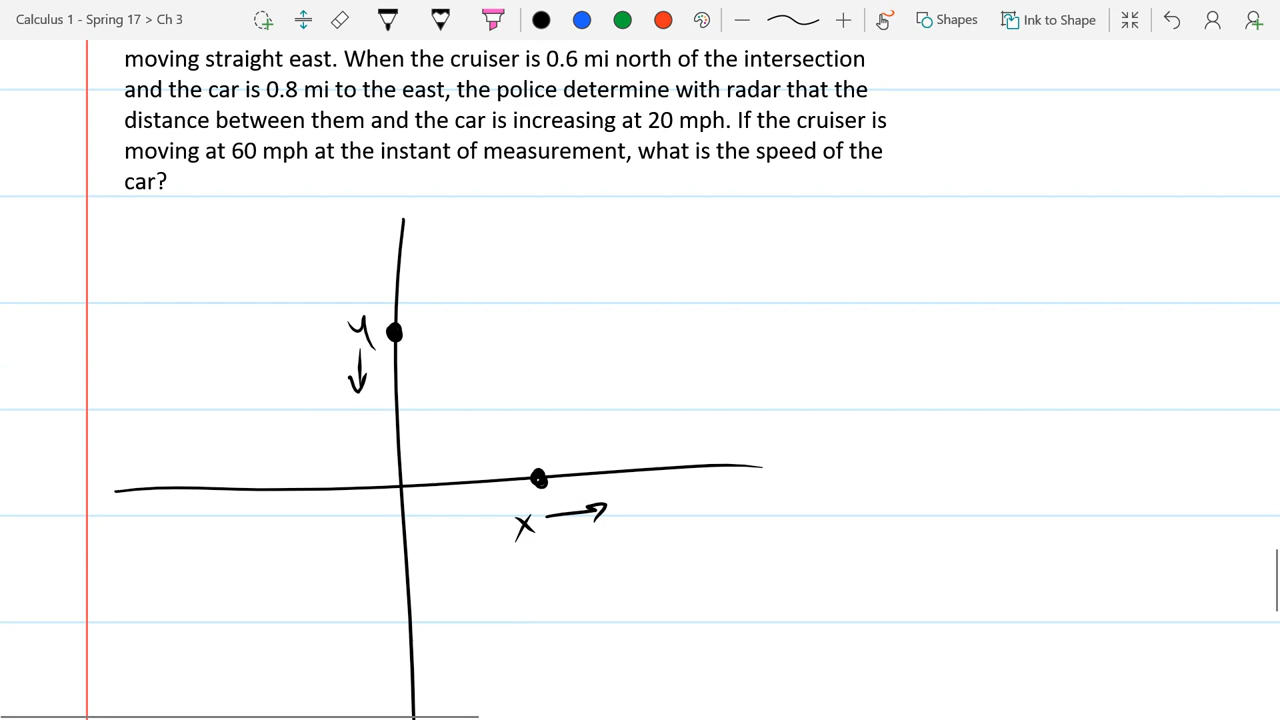 Calculus 1 - Spring 17 > Ch 3
Shapes
Ink to Shape
moving straight east. When the cruiser is 0.6 mi north of the intersection
and the car is 0.8 mi to the east, the police determine with radar that the
distance between them and the car is increasing at 20 mph. If the cruiser is
moving at 60 mph at the instant of measurement, what is the speed of the
car?
y
x